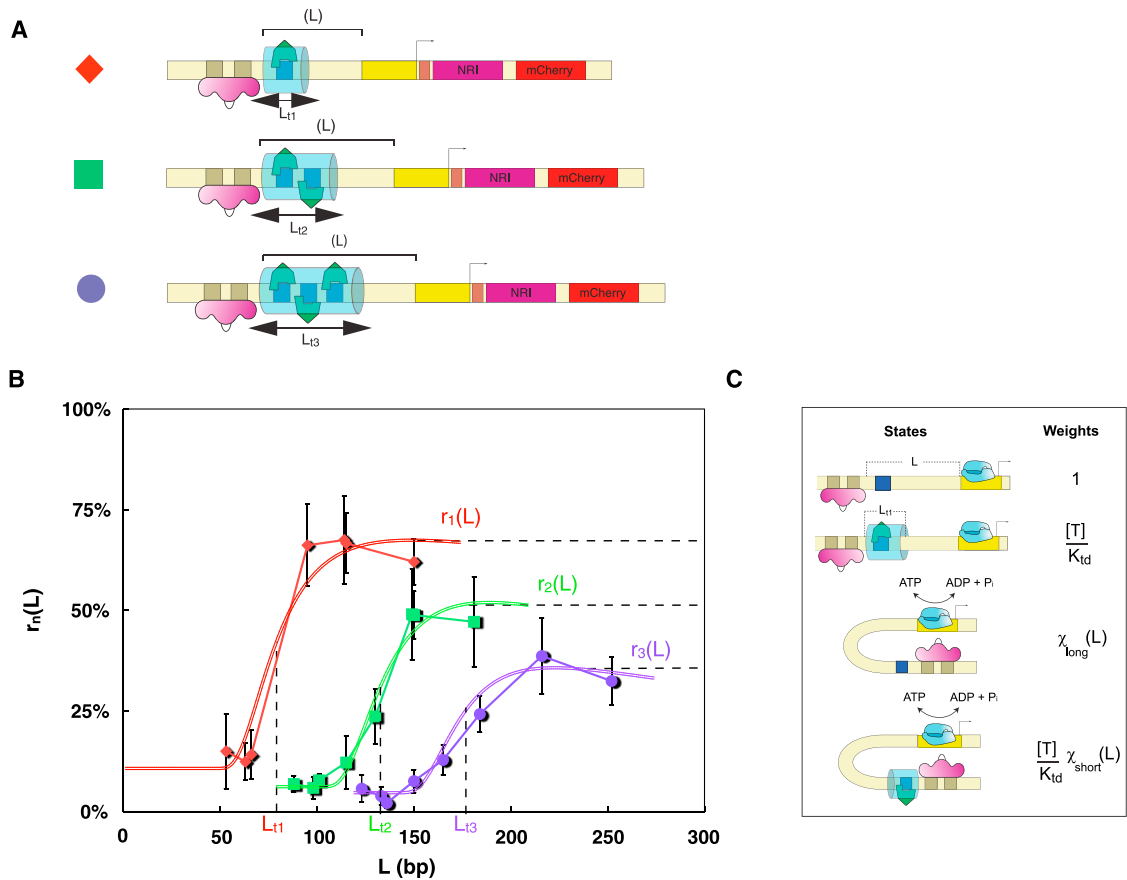 A
(L)
NRI mCherry
Lt1
(L)
NRI mCherry
Lt2
(L)
NRI mCherry
Lt3
B
100%
75%
50%
25%
0%
rn(L)
r1(L)
r2(L)
r3(L)
0 50 100 150 200 250 300
Lt1 Lt2 Lt3
L (bp)
C
States Weights
L
1
Lt1
[T]
Ktd
ATP ADP + Pi
χlong(L)
ATP ADP + Pi
[T]
Ktd χshort(L)